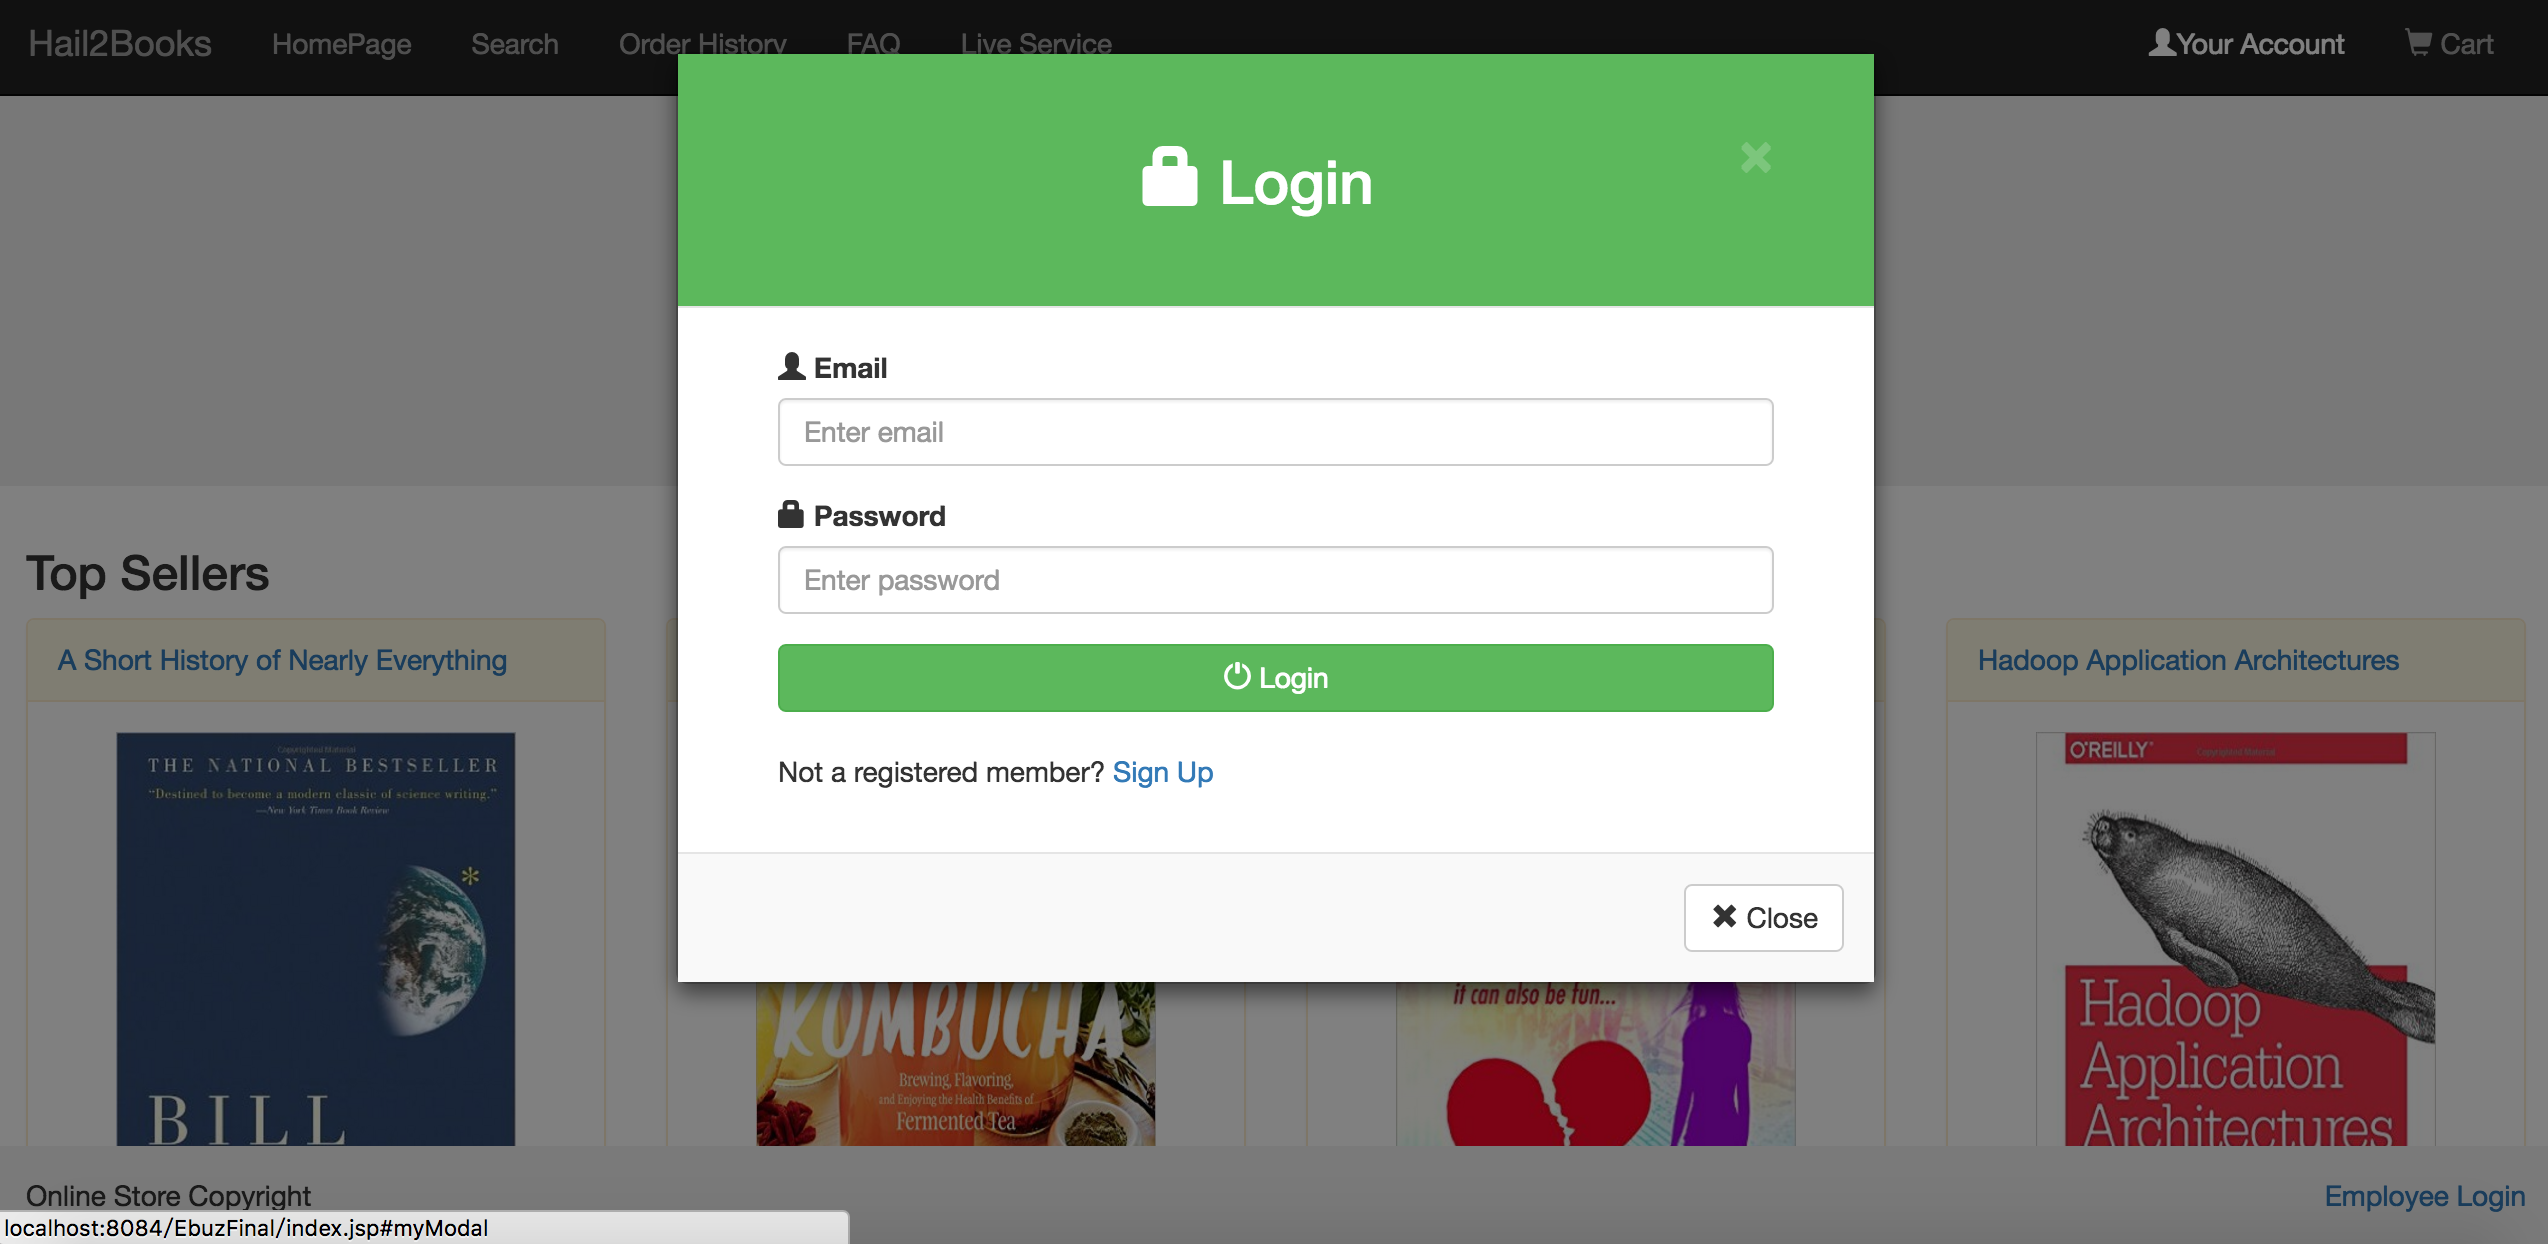 Hail2Books HomePage Search Order History FAQ Live Service Your Account Cart
Login
Email
Enter email
Password
Enter password
Login
Not a registered member? Sign Up
Close
Top Sellers
A Short History of Nearly Everything
Copyrighted Material
THE NATIONAL BESTSELLER
“Destined to become a modern classic of science writing.”
—New York Times Book Review
*
BILL
KOMBUCHA
Brewing, Flavoring,
and Enjoying the Health Benefits of
Fermented Tea
it can also be fun...
Hadoop Application Architectures
O'REILLY® Copyrighted Material
Hadoop
Application
Architectures
Online Store Copyright
Employee Login
localhost:8084/EbuzFinal/index.jsp#myModal